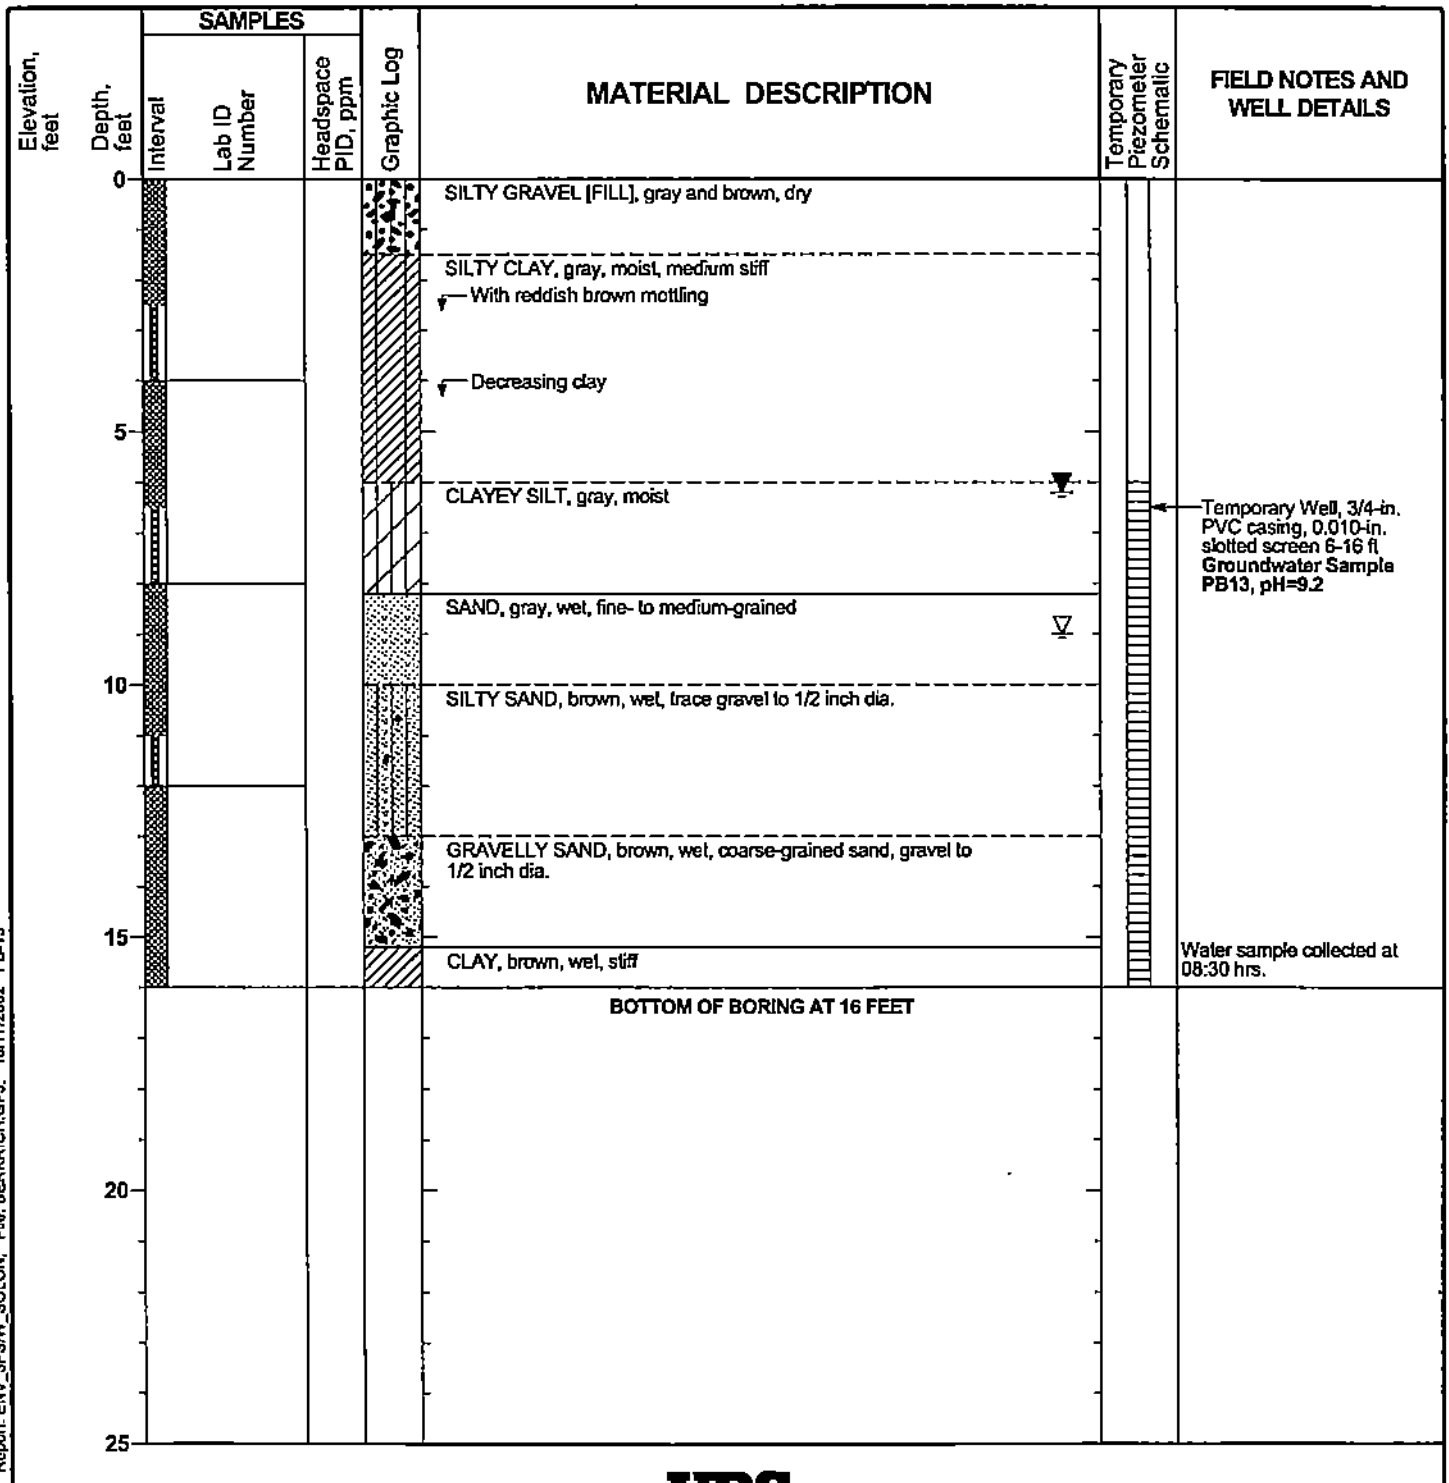 SAMPLES
Elevation,
feet
Depth,
feet
Interval
Lab ID
Number
Headspace
PID, ppm
Graphic Log
MATERIAL DESCRIPTION
Temporary
Piezometer
Schematic
FIELD NOTES AND
WELL DETAILS
0
SILTY GRAVEL [FILL], gray and brown, dry
SILTY CLAY, gray, moist, medium stiff
With reddish brown mottling
Decreasing clay
5
CLAYEY SILT, gray, moist
Temporary Well, 3/4-in.
PVC casing, 0.010-in.
slotted screen 6-16 ft
Groundwater Sample
PB13, pH=9.2
SAND, gray, wet, fine- to medium-grained
10
SILTY SAND, brown, wet, trace gravel to 1/2 inch dia.
GRAVELLY SAND, brown, wet, coarse-grained sand, gravel to
1/2 inch dia.
15
Water sample collected at
08:30 hrs.
CLAY, brown, wet, stiff
BOTTOM OF BORING AT 16 FEET
20
25